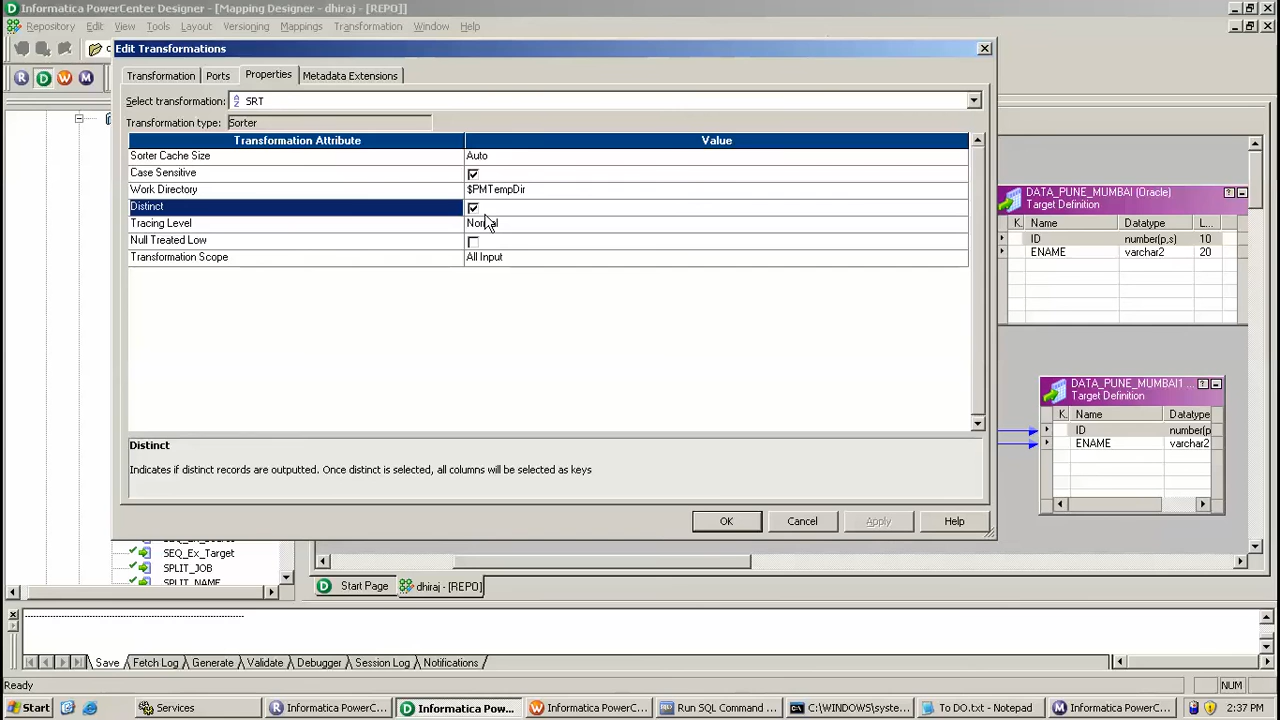 Informatica PowerCenter Designer - [Mapping Designer - dhiraj - [REPO]]
Repository Edit View Tools Layout Versioning Mappings Transformation Window Help
Edit Transformations
R D W M
Transformation Ports Properties Metadata Extensions
Select transformation: SRT
Transformation type: Sorter
Transformation Attribute Value
Sorter Cache Size Auto
Case Sensitive
Work Directory $PMTempDir
Distinct
Tracing Level Normal
Null Treated Low
Transformation Scope All Input
Distinct
Indicates if distinct records are outputted. Once distinct is selected, all columns will be selected as keys
OK Cancel Apply Help
DATA_PUNE_MUMBAI (Oracle)
Target Definition
K. Name Datatype L...
ID number(p,s) 10
ENAME varchar2 20
DATA_PUNE_MUMBAI1 ...
Target Definition
K. Name Datatype
ID number(p
ENAME varchar2
SEQ_Ex_Target
SPLIT_JOB
SPLIT_NAME
Start Page dhiraj - [REPO]
Save Fetch Log Generate Validate Debugger Session Log Notifications
Ready NUM
Start Services Informatica PowerC... Informatica Pow... Informatica PowerC... Run SQL Command ... C:\WINDOWS\syste... To DO.txt - Notepad Informatica PowerC... 2:37 PM